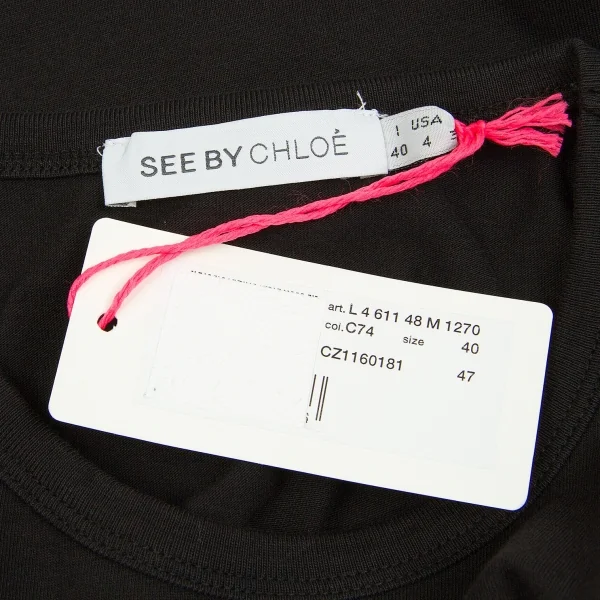 SEE BY CHLOÉ
I USA
40 4
art. L 4 611 48 M 1270
col. C74 size 40
CZ1160181 47